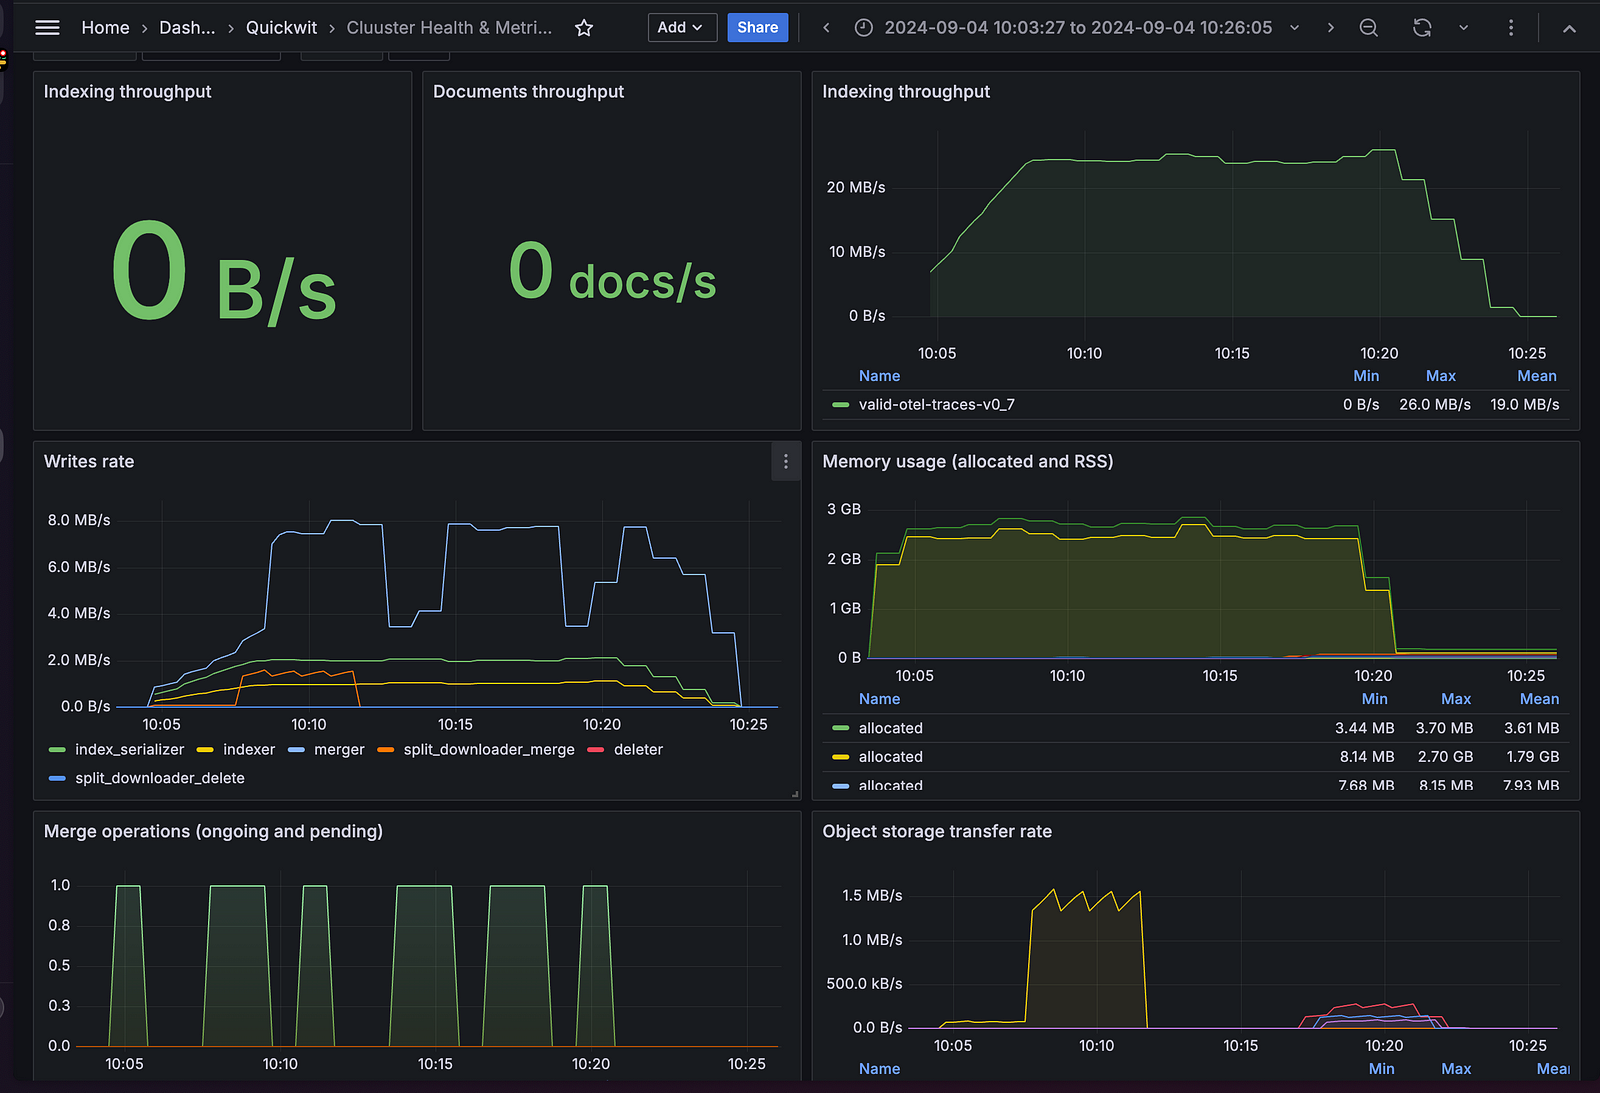 Home › Dash... › Quickwit › Cluuster Health & Metri... Add Share 2024-09-04 10:03:27 to 2024-09-04 10:26:05
Indexing throughput
0 B/s
Documents throughput
0 docs/s
Indexing throughput
20 MB/s
10 MB/s
0 B/s
10:05 10:10 10:15 10:20 10:25
Name Min Max Mean
valid-otel-traces-v0_7 0 B/s 26.0 MB/s 19.0 MB/s
Writes rate
8.0 MB/s
6.0 MB/s
4.0 MB/s
2.0 MB/s
0.0 B/s
10:05 10:10 10:15 10:20 10:25
index_serializer indexer merger split_downloader_merge deleter
split_downloader_delete
Memory usage (allocated and RSS)
3 GB
2 GB
1 GB
0 B
10:05 10:10 10:15 10:20 10:25
Name Min Max Mean
allocated 3.44 MB 3.70 MB 3.61 MB
allocated 8.14 MB 2.70 GB 1.79 GB
allocated 7.68 MB 8.15 MB 7.93 MB
Merge operations (ongoing and pending)
1.0
0.8
0.5
0.3
0.0
10:05 10:10 10:15 10:20 10:25
Object storage transfer rate
1.5 MB/s
1.0 MB/s
500.0 kB/s
0.0 B/s
10:05 10:10 10:15 10:20 10:25
Name Min Max Mear